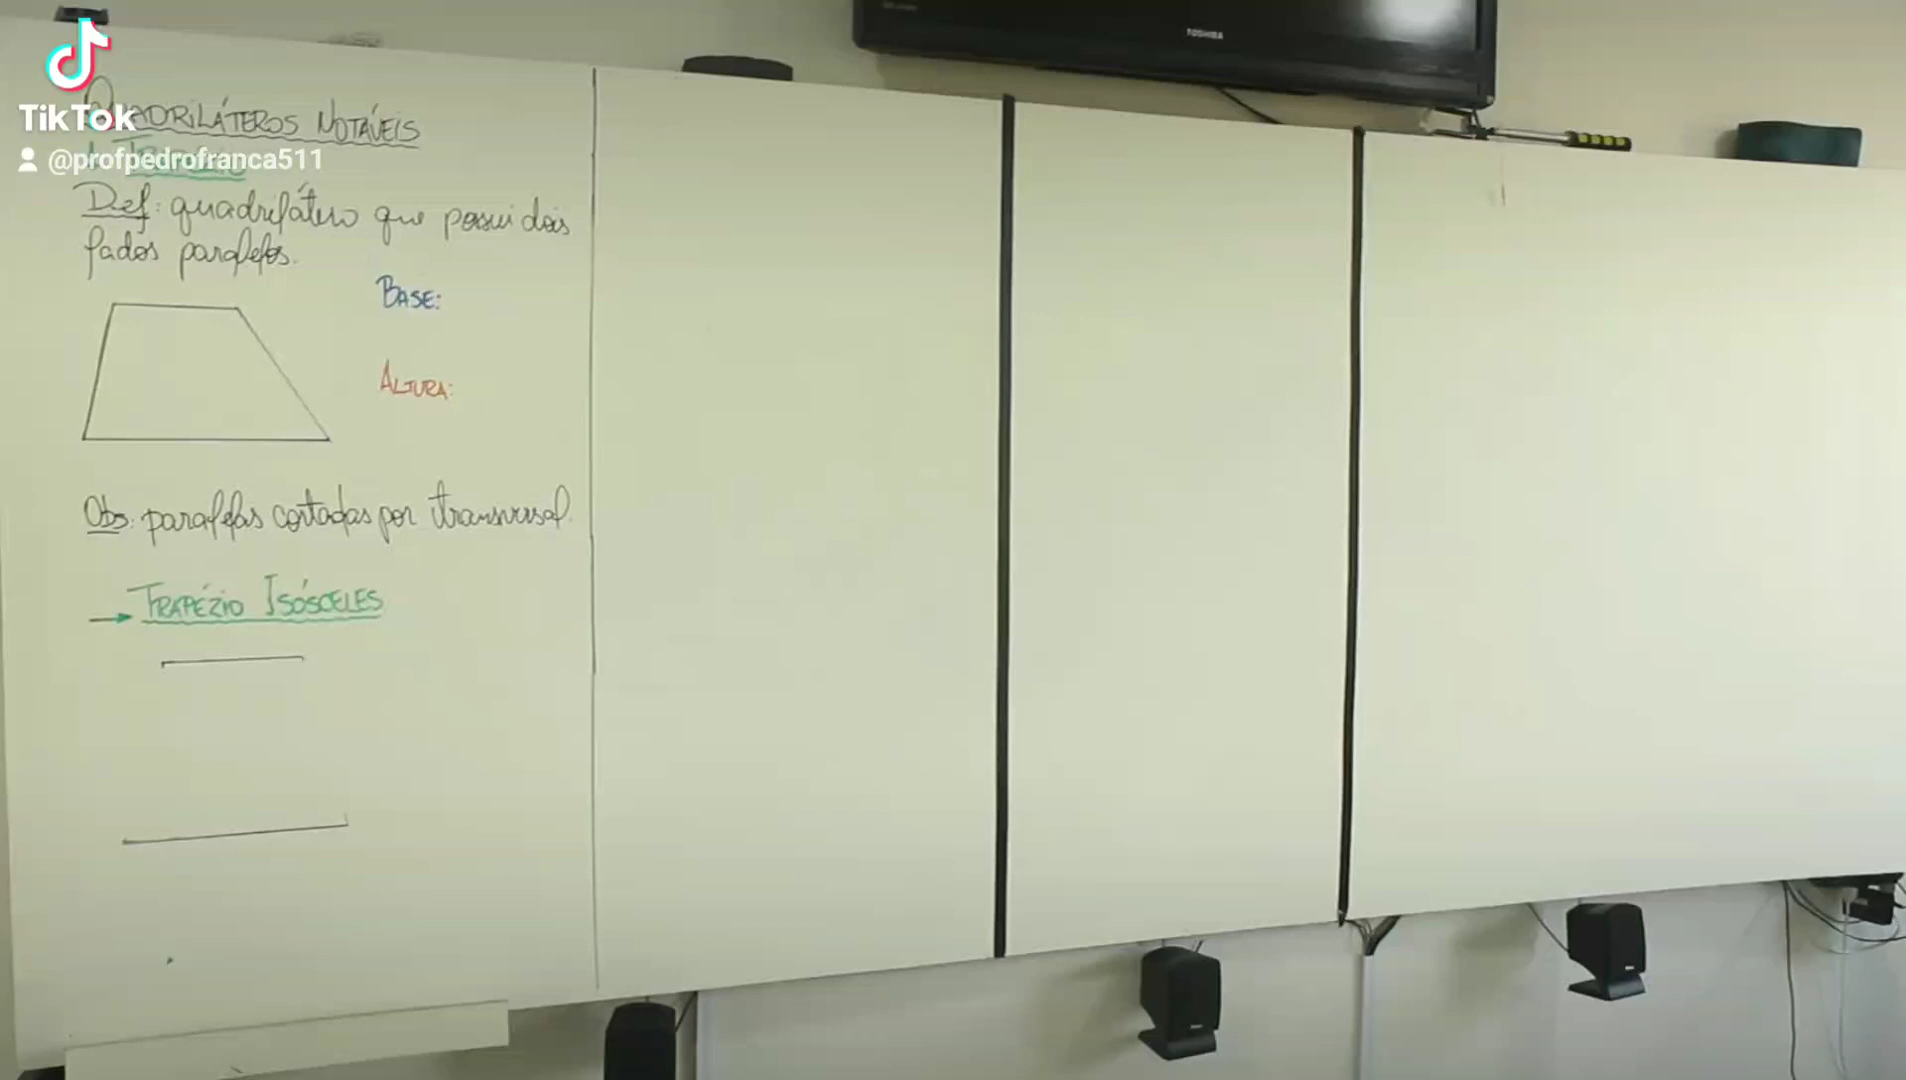 TOSHIBA
TikTok
@profpedrofranca511
QUADRILÁTEROS NOTÁVEIS
Def: quadrilátero que possui dois
lados paralelos.
BASE:
ALTURA:
Obs: paralelas cortadas por transversal.
→ TRAPÉZIO ISÓSCELES